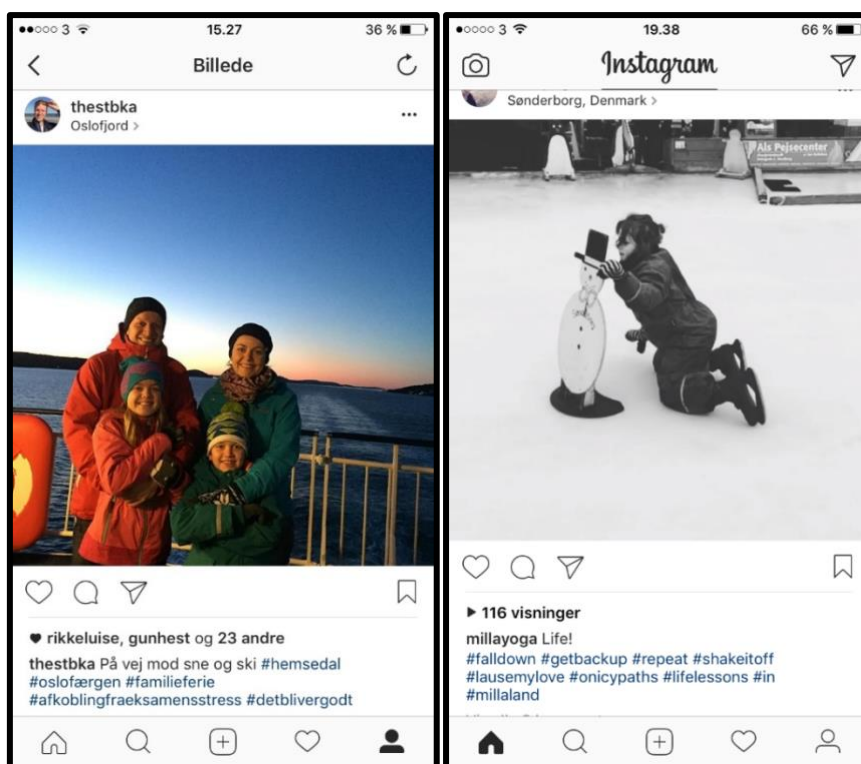 ●●○○○ 3 15.27 36 %
Billede
thestbka
Oslofjord >
rikkeluise, gunhest og 23 andre
thestbka På vej mod sne og ski #hemsedal
#oslofærgen #familieferie
#afkoblingfraeksamensstress #detblivergodt
●○○○○ 3 19.38 66 %
Instagram
Sønderborg, Denmark >
Als Pejsecenter
116 visninger
millayoga Life!
#falldown #getbackup #repeat #shakeitoff
#lausemylove #onicypaths #lifelessons #in
#millaland